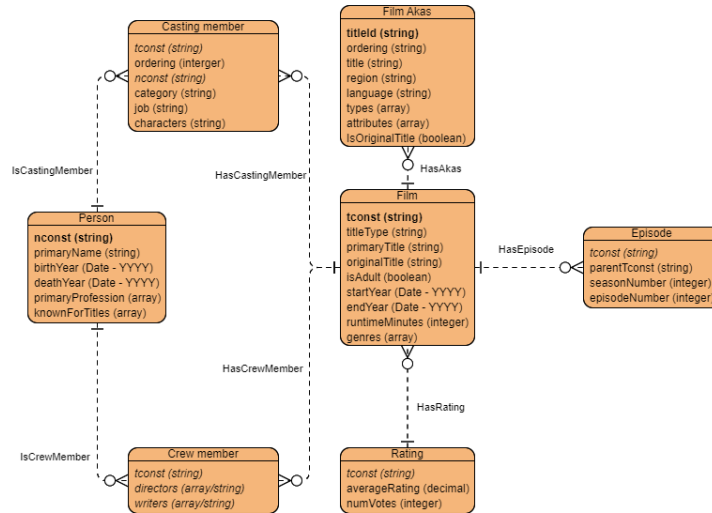 Casting member
tconst (string)
ordering (interger)
nconst (string)
category (string)
job (string)
characters (string)
Film Akas
titleId (string)
ordering (string)
title (string)
region (string)
language (string)
types (array)
attributes (array)
IsOriginalTitle (boolean)
IsCastingMember
HasCastingMember
HasAkas
Person
nconst (string)
primaryName (string)
birthYear (Date - YYYY)
deathYear (Date - YYYY)
primaryProfession (array)
knownForTitles (array)
Film
tconst (string)
titleType (string)
primaryTitle (string)
originalTitle (string)
isAdult (boolean)
startYear (Date - YYYY)
endYear (Date - YYYY)
runtimeMinutes (integer)
genres (array)
HasEpisode
Episode
tconst (string)
parentTconst (string)
seasonNumber (integer)
episodeNumber (integer)
HasCrewMember
HasRating
IsCrewMember
Crew member
tconst (string)
directors (array/string)
writers (array/string)
Rating
tconst (string)
averageRating (decimal)
numVotes (integer)